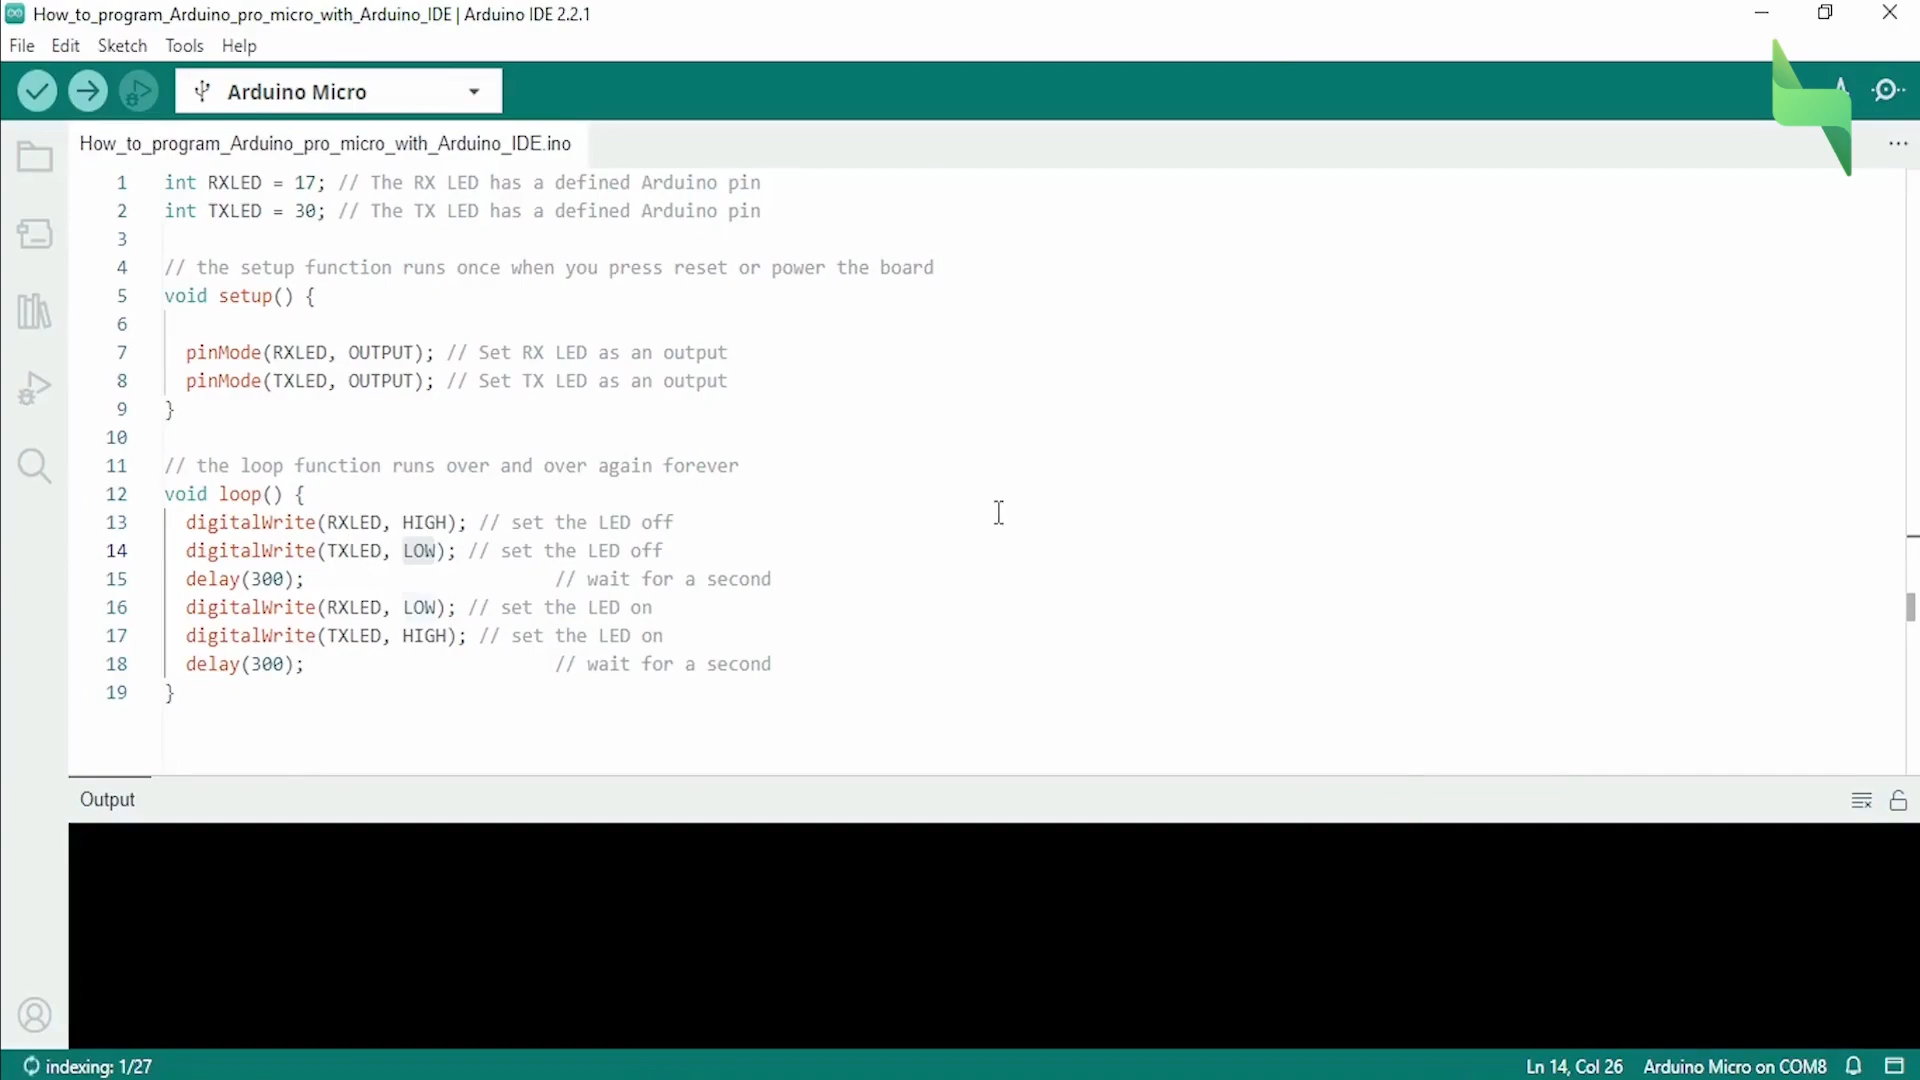 How_to_program_Arduino_pro_micro_with_Arduino_IDE | Arduino IDE 2.2.1
File Edit Sketch Tools Help
Arduino Micro
How_to_program_Arduino_pro_micro_with_Arduino_IDE.ino
1 int RXLED = 17; // The RX LED has a defined Arduino pin
2 int TXLED = 30; // The TX LED has a defined Arduino pin
3
4 // the setup function runs once when you press reset or power the board
5 void setup() {
6
7 pinMode(RXLED, OUTPUT); // Set RX LED as an output
8 pinMode(TXLED, OUTPUT); // Set TX LED as an output
9 }
10
11 // the loop function runs over and over again forever
12 void loop() {
13 digitalWrite(RXLED, HIGH); // set the LED off
14 digitalWrite(TXLED, LOW); // set the LED off
15 delay(300); // wait for a second
16 digitalWrite(RXLED, LOW); // set the LED on
17 digitalWrite(TXLED, HIGH); // set the LED on
18 delay(300); // wait for a second
19 }
Output
indexing: 1/27 Ln 14, Col 26 Arduino Micro on COM8